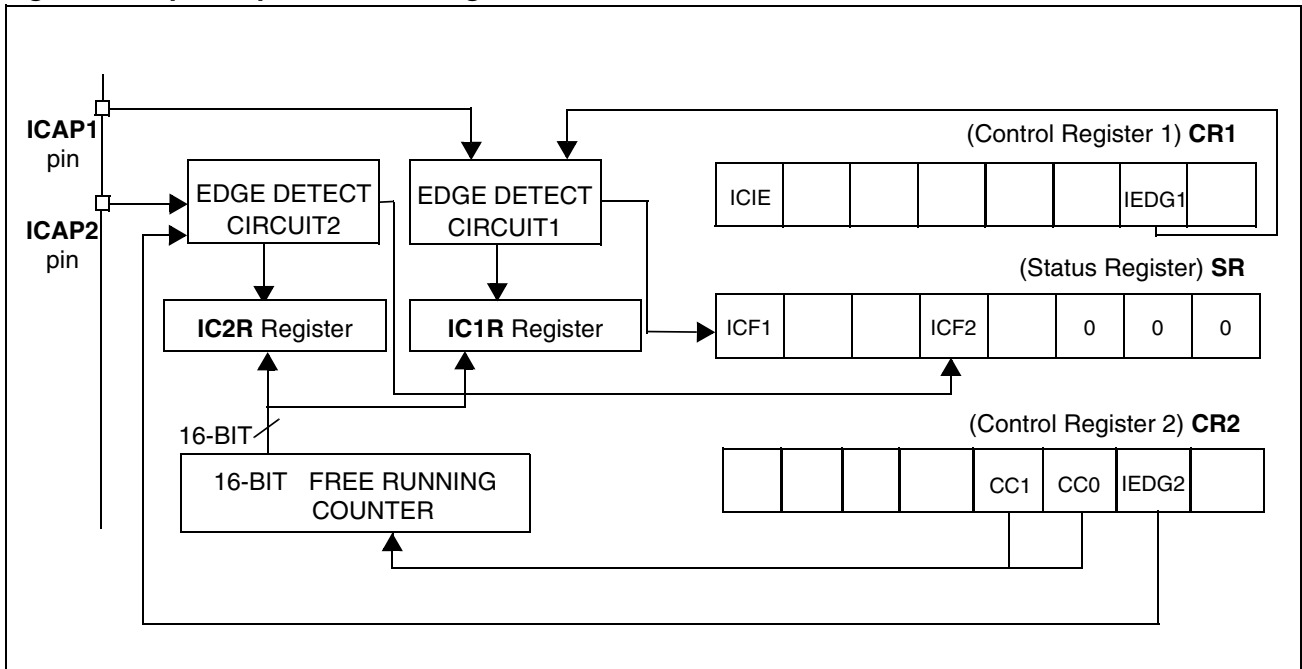 ICAP1
pin
ICAP2
pin
EDGE DETECT
CIRCUIT2
EDGE DETECT
CIRCUIT1
IC2R Register
IC1R Register
16-BIT
16-BIT FREE RUNNING
COUNTER
(Control Register 1) CR1
ICIE IEDG1
(Status Register) SR
ICF1 ICF2 0 0 0
(Control Register 2) CR2
CC1 CC0 IEDG2